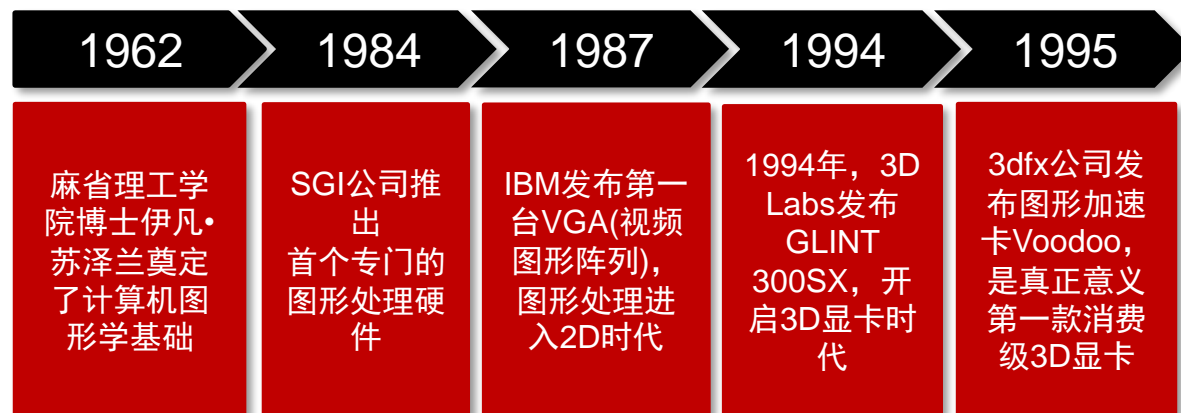 1962
1984
1987
1994
1995
麻省理工学
院博士伊凡•
苏泽兰奠定
了计算机图
形学基础
SGI公司推
出
首个专门的
图形处理硬
件
IBM发布第一
台VGA(视频
图形阵列)，
图形处理进
入2D时代
1994年，3D
Labs发布
GLINT
300SX，开
启3D显卡时
代
3dfx公司发
布图形加速
卡Voodoo，
是真正意义
第一款消费
级3D显卡